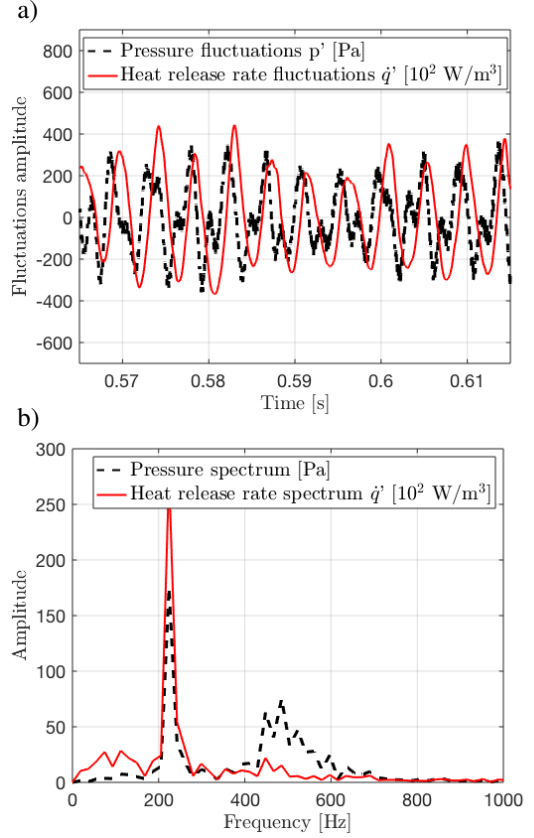 a)
800
600
400
200
0
-200
-400
-600
Pressure fluctuations p' [Pa]
Heat release rate fluctuations q̇' [10² W/m³]
Fluctuations amplitude
0.57 0.58 0.59 0.6 0.61
Time [s]
b)
300
250
200
150
100
50
0
Pressure spectrum [Pa]
Heat release rate spectrum q̇' [10² W/m³]
Amplitude
0 200 400 600 800 1000
Frequency [Hz]